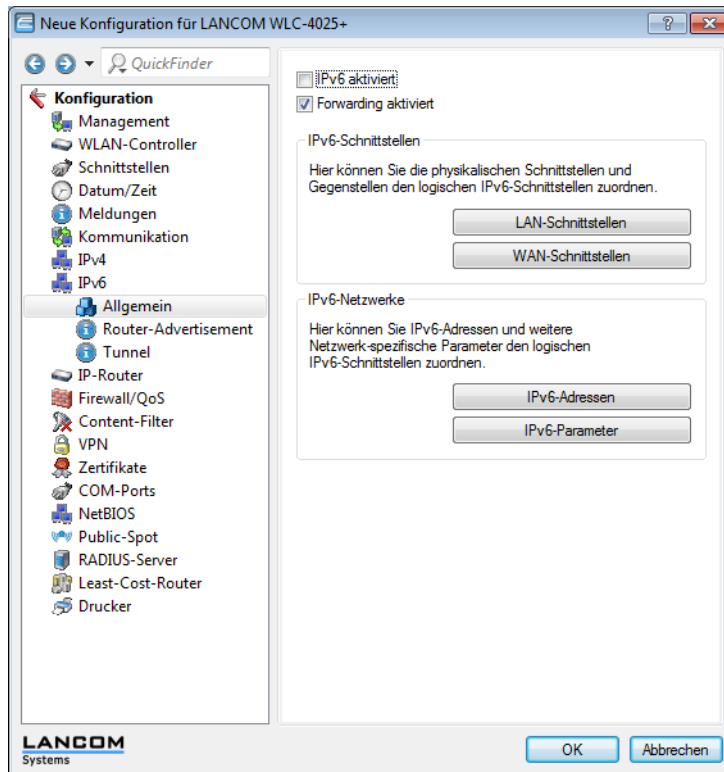 Neue Konfiguration für LANCOM WLC-4025+
QuickFinder
Konfiguration
Management
WLAN-Controller
Schnittstellen
Datum/Zeit
Meldungen
Kommunikation
IPv4
IPv6
Allgemein
Router-Advertisement
Tunnel
IP-Router
Firewall/QoS
Content-Filter
VPN
Zertifikate
COM-Ports
NetBIOS
Public-Spot
RADIUS-Server
Least-Cost-Router
Drucker
IPv6 aktiviert
Forwarding aktiviert
IPv6-Schnittstellen
Hier können Sie die physikalischen Schnittstellen und
Gegenstellen den logischen IPv6-Schnittstellen zuordnen.
LAN-Schnittstellen
WAN-Schnittstellen
IPv6-Netzwerke
Hier können Sie IPv6-Adressen und weitere
Netzwerk-spezifische Parameter den logischen
IPv6-Schnittstellen zuordnen.
IPv6-Adressen
IPv6-Parameter
LANCOM
Systems
OK
Abbrechen